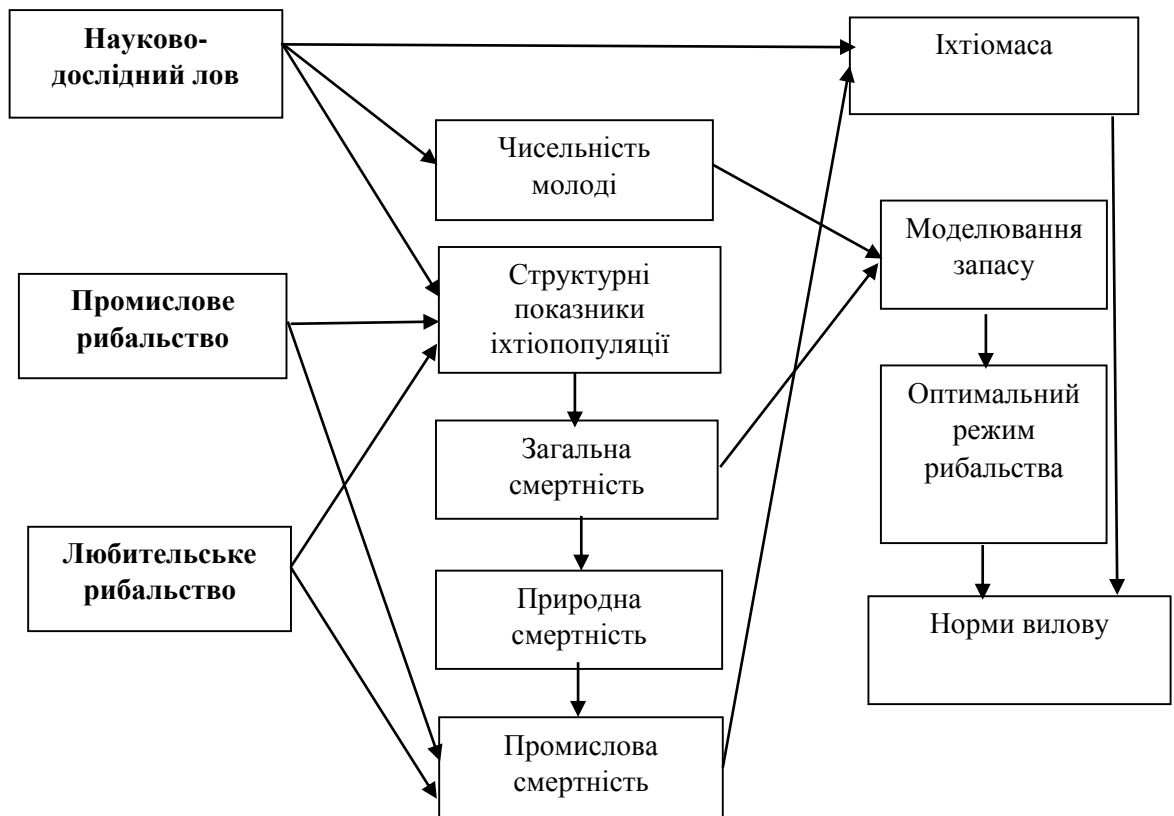 Науково-
дослідний лов
Іхтіомаса
Чисельність
молоді
Моделювання
запасу
Структурні
показники
іхтіопопуляції
Промислове
рибальство
Оптимальний
режим
рибальства
Загальна
смертність
Любительське
рибальство
Природна
смертність
Норми вилову
Промислова
смертність